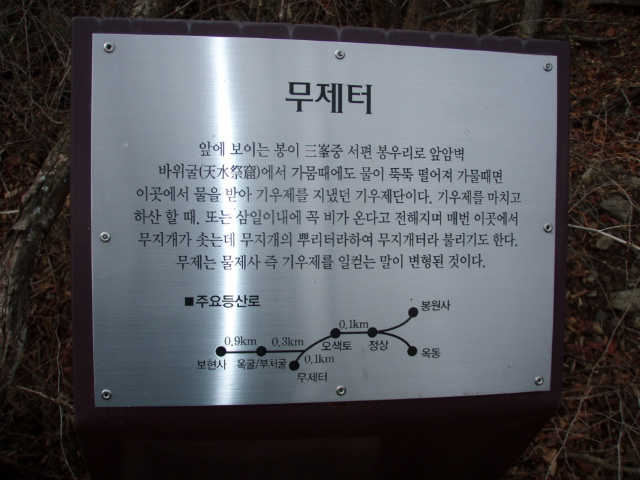 무제터
앞에 보이는 봉이 三峯중 서편 봉우리로 앞암벽
바위굴(天水祭窟)에서 가뭄때에도 물이 뚝뚝 떨어져 가물때면
이곳에서 물을 받아 기우제를 지냈던 기우제단이다. 기우제를 마치고
하산 할 때, 또는 삼일이내에 꼭 비가 온다고 전해지며 매번 이곳에서
무지개가 솟는데 무지개의 뿌리터라하여 무지개터라 불리기도 한다.
무제는 물제사 즉 기우제를 일컫는 말이 변형된 것이다.
■주요등산로
봉원사
0.1km
0.9km 0.3km
오색토 정상
옥동
보현사 옥굴/부처굴 0.1km
무제터